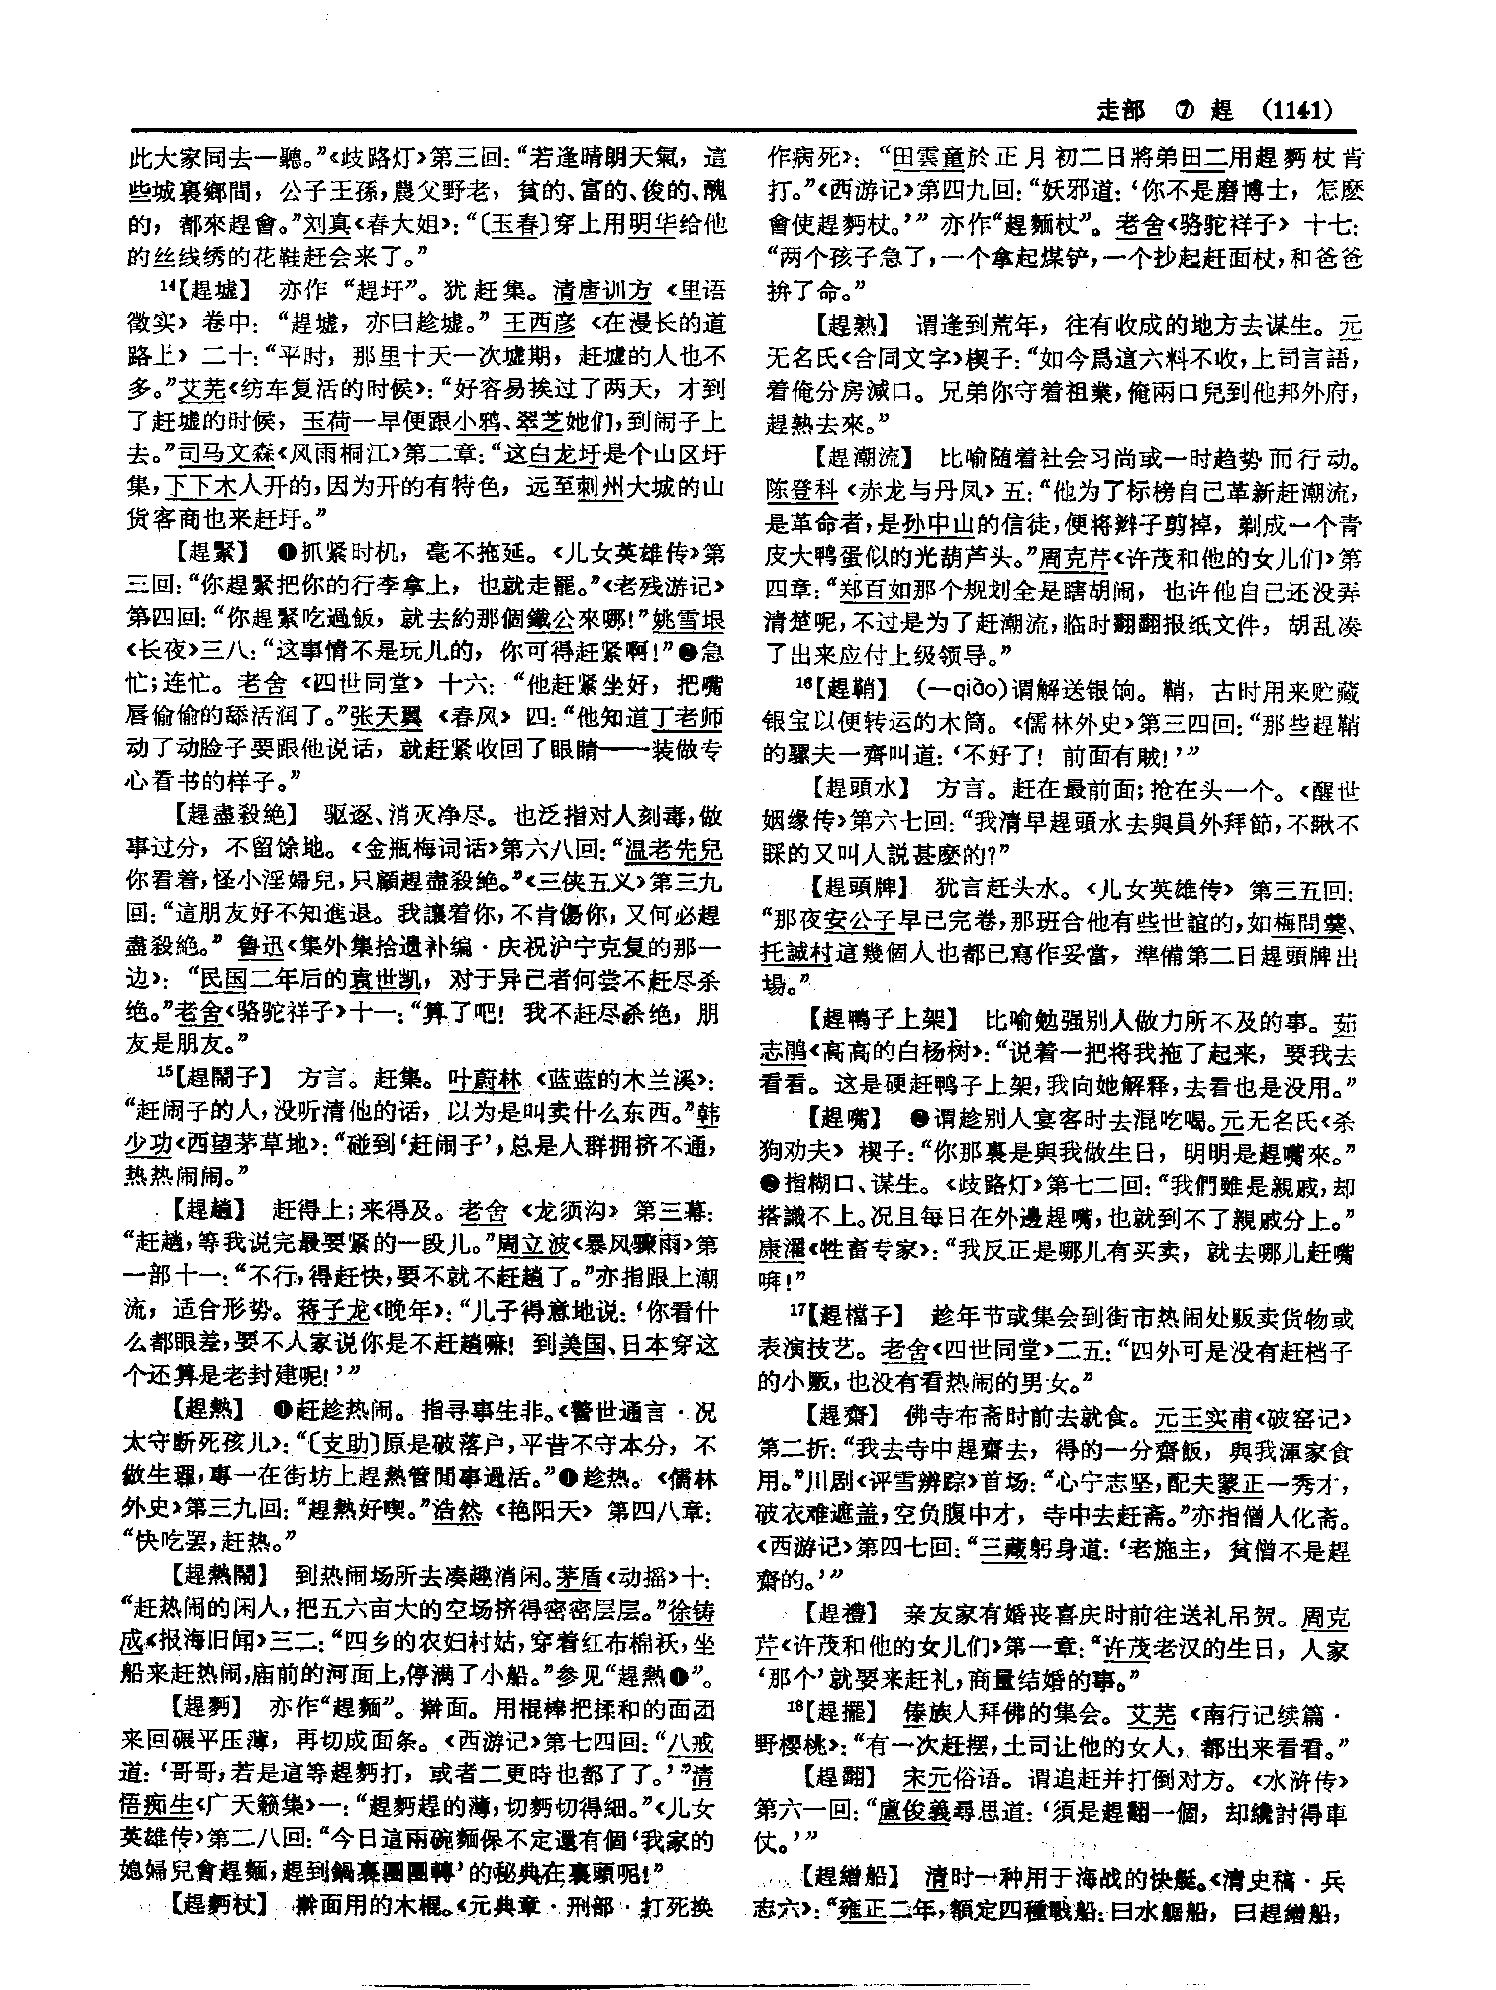 走部　⑦　趕　(1141)
此大家同去一聽。”《歧路灯》第三回：“若逢晴朗天氣，這
些城裏鄉間，公子王孫，農父野老，貧的、富的、俊的、醜
的，都來趕會。”刘真《春大姐》：“〔玉春〕穿上用明华给他
的丝线绣的花鞋赶会来了。”
14【趕墟】　亦作“趕圩”。犹赶集。清唐训方《里语
徵实》卷中：“趕墟，亦曰趁墟。”王西彦《在漫长的道
路上》二十：“平时，那里十天一次墟期，赶墟的人也不
多。”艾芜《纺车复活的时候》：“好容易挨过了两天，才到
了赶墟的时候，玉荷一早便跟小鸦、翠芝她们，到闹子上
去。”司马文森《风雨桐江》第二章：“这白龙圩是个山区圩
集，下下木人开的，因为开的有特色，远至刺州大城的山
货客商也来赶圩。”
【趕緊】　❶抓紧时机，毫不拖延。《儿女英雄传》第
三回：“你趕緊把你的行李拿上，也就走罷。”《老残游记》
第四回：“你趕緊吃過飯，就去約那個鐵公來哪！”姚雪垠
《长夜》三八：“这事情不是玩儿的，你可得赶紧啊！”❷急
忙；连忙。老舍《四世同堂》十六：“他赶紧坐好，把嘴
唇偷偷的舔活润了。”张天翼《春风》四：“他知道丁老师
动了动脸子要跟他说话，就赶紧收回了眼睛——装做专
心看书的样子。”
【趕盡殺絶】　驱逐、消灭净尽。也泛指对人刻毒，做
事过分，不留馀地。《金瓶梅词话》第六八回：“温老先兒
你看着，怪小淫婦兒，只顧趕盡殺絶。”《三侠五义》第三九
回：“這朋友好不知進退。我讓着你，不肯傷你，又何必趕
盡殺絶。”鲁迅《集外集拾遗补编·庆祝沪宁克复的那一
边》：“民国二年后的袁世凯，对于异己者何尝不赶尽杀
绝。”老舍《骆驼祥子》十一：“算了吧！我不赶尽杀绝，朋
友是朋友。”
15【趕鬧子】　方言。赶集。叶蔚林《蓝蓝的木兰溪》：
“赶闹子的人，没听清他的话，以为是叫卖什么东西。”韩
少功《西望茅草地》：“碰到‘赶闹子’，总是人群拥挤不通，
热热闹闹。”
【趕趟】　赶得上；来得及。老舍《龙须沟》第三幕：
“赶趟，等我说完最要紧的一段儿。”周立波《暴风骤雨》第
一部十一：“不行，得赶快，要不就不赶趟了。”亦指跟上潮
流，适合形势。蒋子龙《晚年》：“儿子得意地说：‘你看什
么都眼差，要不人家说你是不赶趟嘛！到美国、日本穿这
个还算是老封建呢！’”
【趕熱】　❶赶趁热闹。指寻事生非。《警世通言·况
太守断死孩儿》：“〔支助〕原是破落户，平昔不守本分，不
做生理，專一在街坊上趕熱管閒事過活。”❶趁热。《儒林
外史》第三九回：“趕熱好喫。”浩然《艳阳天》第四八章：
“快吃罢，赶热。”
【趕熱鬧】　到热闹场所去凑趣消闲。茅盾《动摇》十：
“赶热闹的闲人，把五六亩大的空场挤得密密层层。”徐铸
成《报海旧闻》三二：“四乡的农妇村姑，穿着红布棉袄，坐
船来赶热闹，庙前的河面上，停满了小船。”参见“趕熱❶”。
【趕麪】　亦作“趕麵”。擀面。用棍棒把揉和的面团
来回碾平压薄，再切成面条。《西游记》第七四回：“八戒
道：‘哥哥，若是這等趕麪打，或者二更時也都了了。’”清
悟痴生《广天籁集》一：“趕麪趕的薄，切麪切得細。”《儿女
英雄传》第二八回：“今日這兩碗麵保不定還有個‘我家的
媳婦兒會趕麵，趕到鍋裏團團轉’的秘典在裏頭呢！”
【趕麪杖】　擀面用的木棍。《元典章·刑部·打死换
作病死》：“田雲童於正月初二日將弟田二用趕麪杖肯
打。”《西游记》第四九回：“妖邪道：‘你不是磨博士，怎麽
會使趕麪杖。’”亦作“趕麵杖”。老舍《骆驼祥子》十七：
“两个孩子急了，一个拿起煤铲，一个抄起赶面杖，和爸爸
拚了命。”
【趕熟】　谓逢到荒年，往有收成的地方去谋生。元
无名氏《合同文字》楔子：“如今爲這六料不收，上司言語，
着俺分房減口。兄弟你守着祖業，俺兩口兒到他邦外府，
趕熟去來。”
【趕潮流】　比喻随着社会习尚或一时趋势而行动。
陈登科《赤龙与丹凤》五：“他为了标榜自己革新赶潮流，
是革命者，是孙中山的信徒，便将辫子剪掉，剃成一个青
皮大鸭蛋似的光葫芦头。”周克芹《许茂和他的女儿们》第
四章：“郑百如那个规划全是瞎胡闹，也许他自己还没弄
清楚呢，不过是为了赶潮流，临时翻翻报纸文件，胡乱凑
了出来应付上级领导。”
16【趕鞘】　(—qiào)谓解送银饷。鞘，古时用来贮藏
银宝以便转运的木筒。《儒林外史》第三四回：“那些趕鞘
的騾夫一齊叫道：‘不好了！前面有賊！’”
【趕頭水】　方言。赶在最前面；抢在头一个。《醒世
姻缘传》第六七回：“我清早趕頭水去與員外拜節，不瞅不
睬的又叫人説甚麽的？”
【趕頭牌】　犹言赶头水。《儿女英雄传》第三五回：
“那夜安公子早已完卷，那班合他有些世誼的，如梅問羹、
托誠村這幾個人也都已寫作妥當，準備第二日趕頭牌出
場。”
【趕鴨子上架】　比喻勉强别人做力所不及的事。茹
志鹃《高高的白杨树》：“说着一把将我拖了起来，要我去
看看。这是硬赶鸭子上架，我向她解释，去看也是没用。”
【趕嘴】　❶谓趁别人宴客时去混吃喝。元无名氏《杀
狗劝夫》楔子：“你那裏是與我做生日，明明是趕嘴來。”
❷指糊口、谋生。《歧路灯》第七二回：“我們雖是親戚，却
搭識不上。况且每日在外邊趕嘴，也就到不了親戚分上。”
康濯《牲畜专家》：“我反正是哪儿有买卖，就去哪儿赶嘴
哗！”
17【趕檔子】　趁年节或集会到街市热闹处贩卖货物或
表演技艺。老舍《四世同堂》二五：“四外可是没有赶档子
的小贩，也没有看热闹的男女。”
【趕齋】　佛寺布斋时前去就食。元王实甫《破窑记》
第二折：“我去寺中趕齋去，得的一分齋飯，與我渾家食
用。”川剧《评雪辨踪》首场：“心宁志坚，配夫蒙正一秀才，
破衣难遮盖，空负腹中才，寺中去赶斋。”亦指僧人化斋。
《西游记》第四七回：“三藏躬身道：‘老施主，貧僧不是趕
齋的。’”
【趕禮】　亲友家有婚丧喜庆时前往送礼吊贺。周克
芹《许茂和他的女儿们》第一章：“许茂老汉的生日，人家
‘那个’就要来赶礼，商量结婚的事。”
18【趕擺】　傣族人拜佛的集会。艾芜《南行记续篇·
野樱桃》：“有一次赶摆，土司让他的女人，都出来看看。”
【趕翻】　宋元俗语。谓追赶并打倒对方。《水浒传》
第六一回：“盧俊義尋思道：‘須是趕翻一個，却纔討得車
仗。’”
【趕繒船】　清时一种用于海战的快艇。《清史稿·兵
志六》：“雍正二年，額定四種戰船：曰水艍船，曰趕繒船，